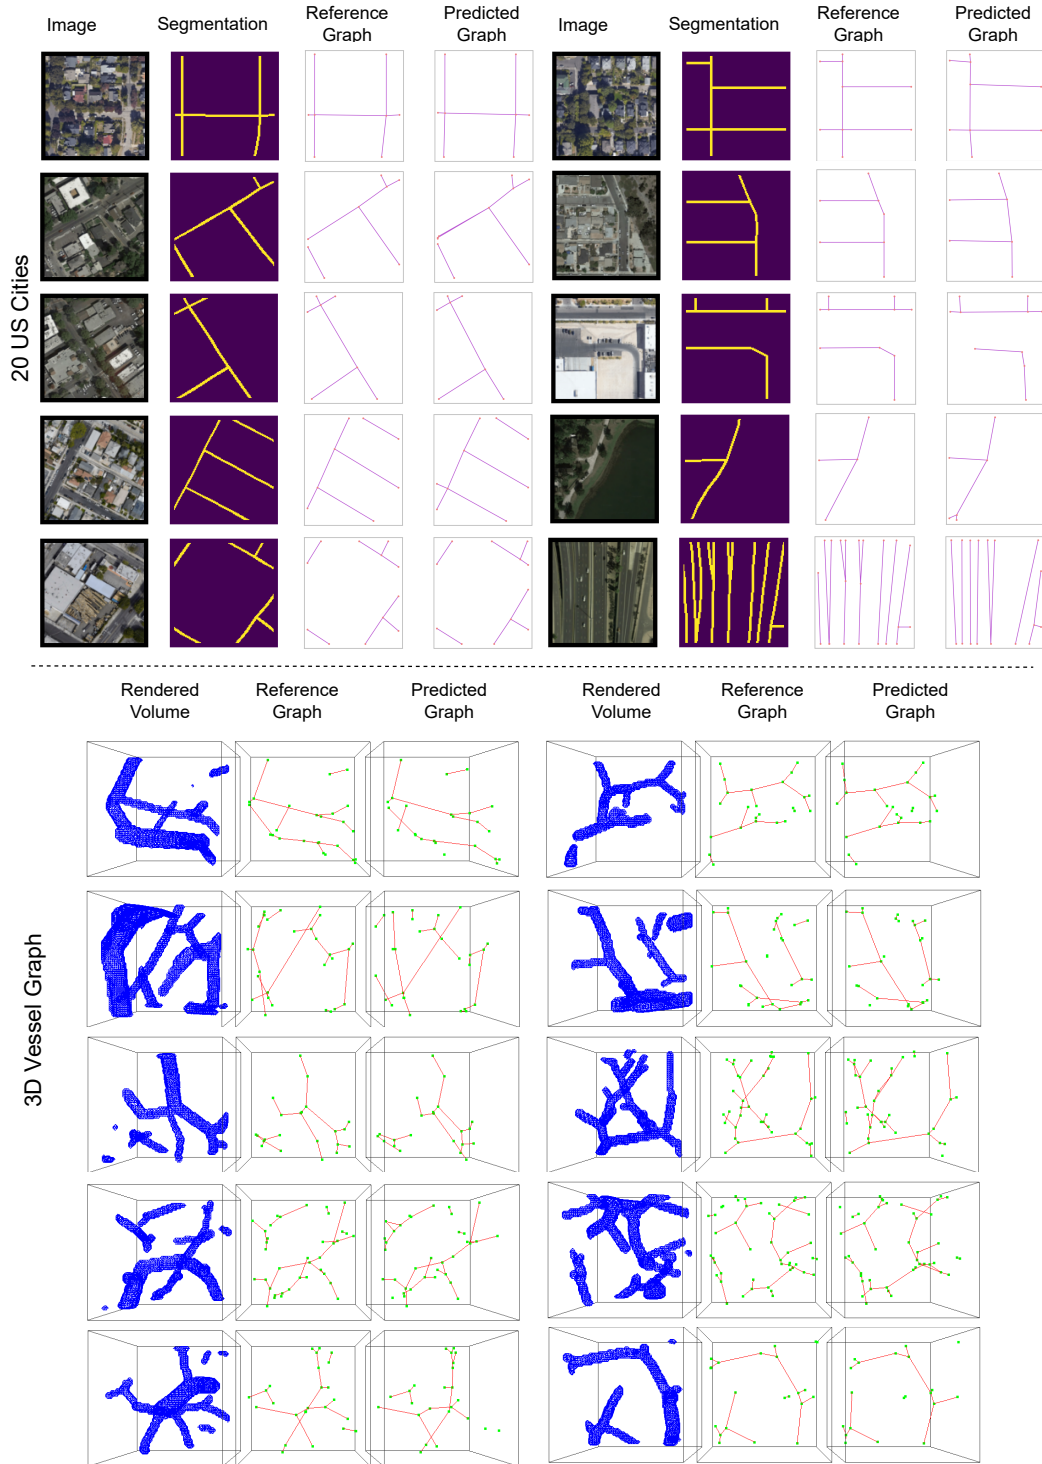 Image
Segmentation
Reference
Graph
Predicted
Graph
Image
Segmentation
Reference
Graph
Predicted
Graph
20 US Cities
Rendered
Volume
Reference
Graph
Predicted
Graph
Rendered
Volume
Reference
Graph
Predicted
Graph
3D Vessel Graph